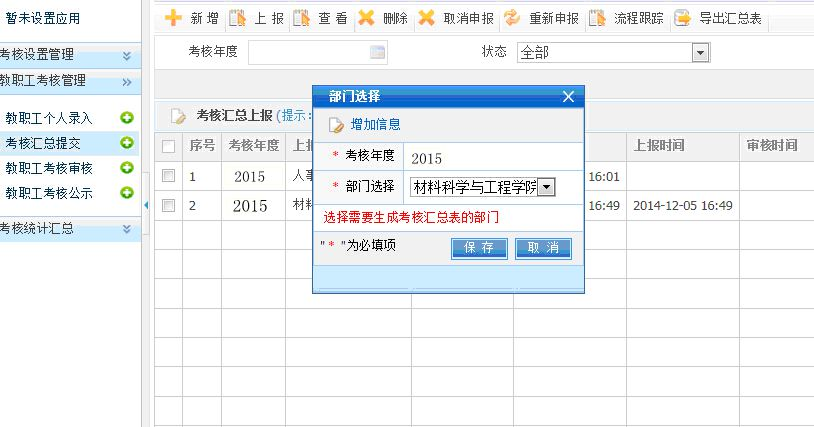 暂未设置应用
考核设置管理
教职工考核管理
教职工个人录入
考核汇总提交
教职工考核审核
教职工考核公示
考核统计汇总
新 增 上 报 查 看 删除 取消申报 重新申报 流程跟踪 导出汇总表
考核年度 状态 全部
考核汇总上报 (提示:
序号 考核年度 上报 上报时间 审核时间
1 2015 人事 16:01
2 2015 材料 16:49 2014-12-05 16:49
部门选择
增加信息
* 考核年度 2015
* 部门选择 材料科学与工程学院
选择需要生成考核汇总表的部门
" * "为必填项 保 存 取 消